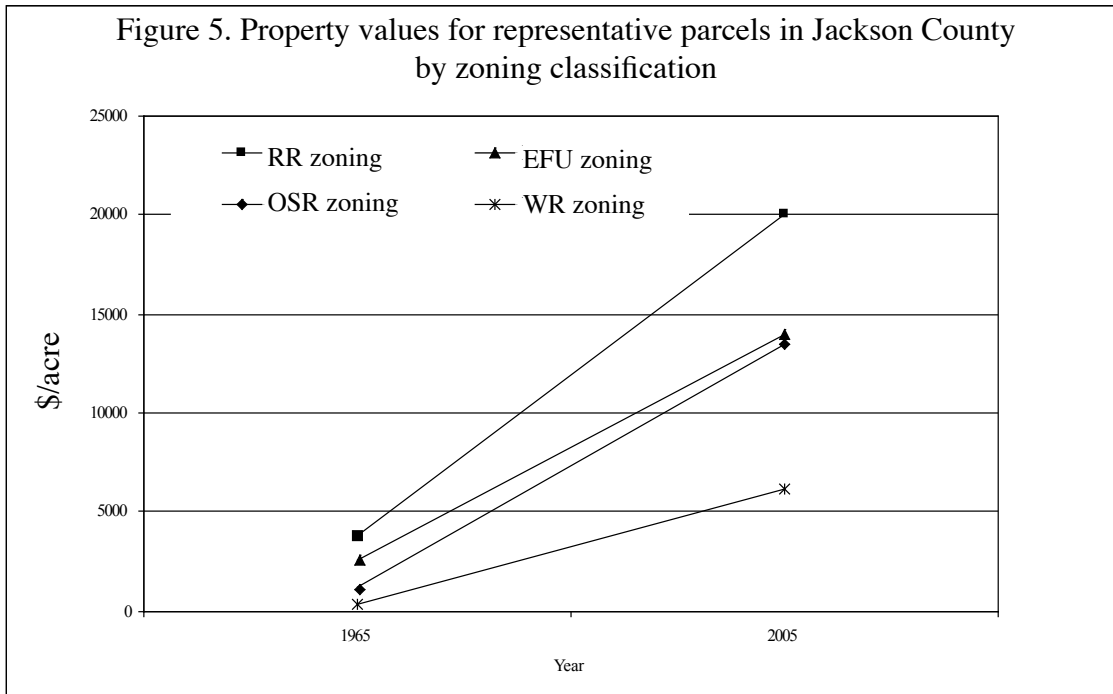 Figure 5. Property values for representative parcels in Jackson County
by zoning classification
25000
RR zoning EFU zoning
OSR zoning WR zoning
20000
15000
$/acre
10000
5000
0
1965 2005
Year